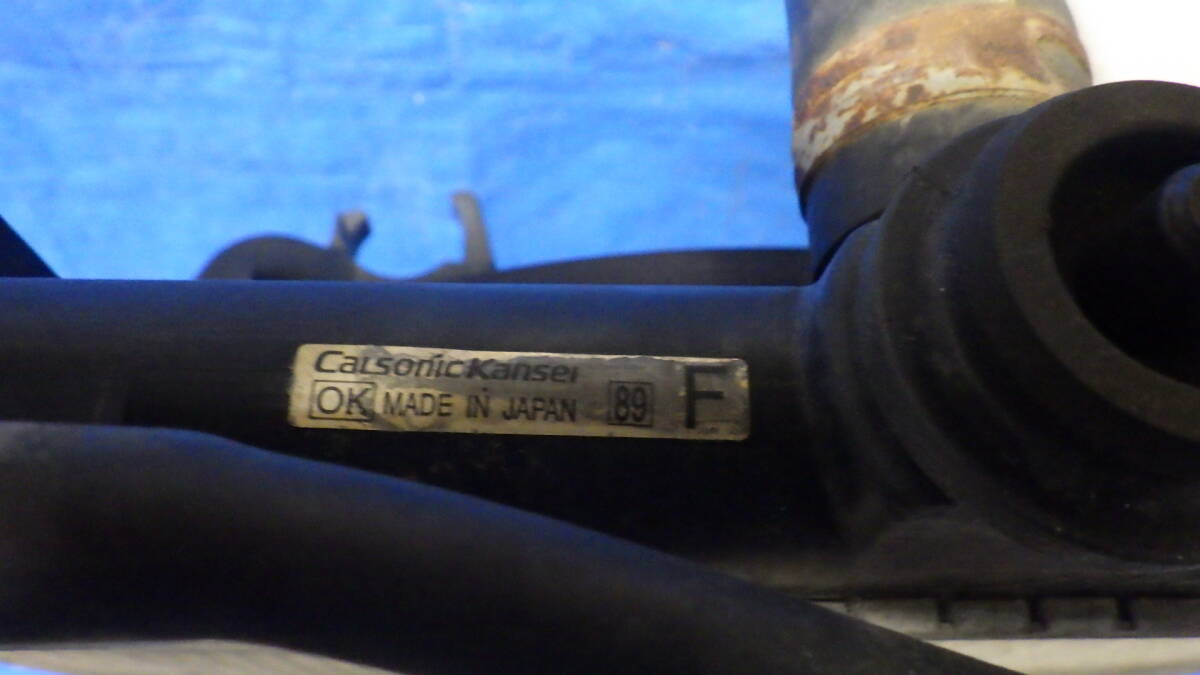 CalsonicKansei
OK MADE IN JAPAN 89 F